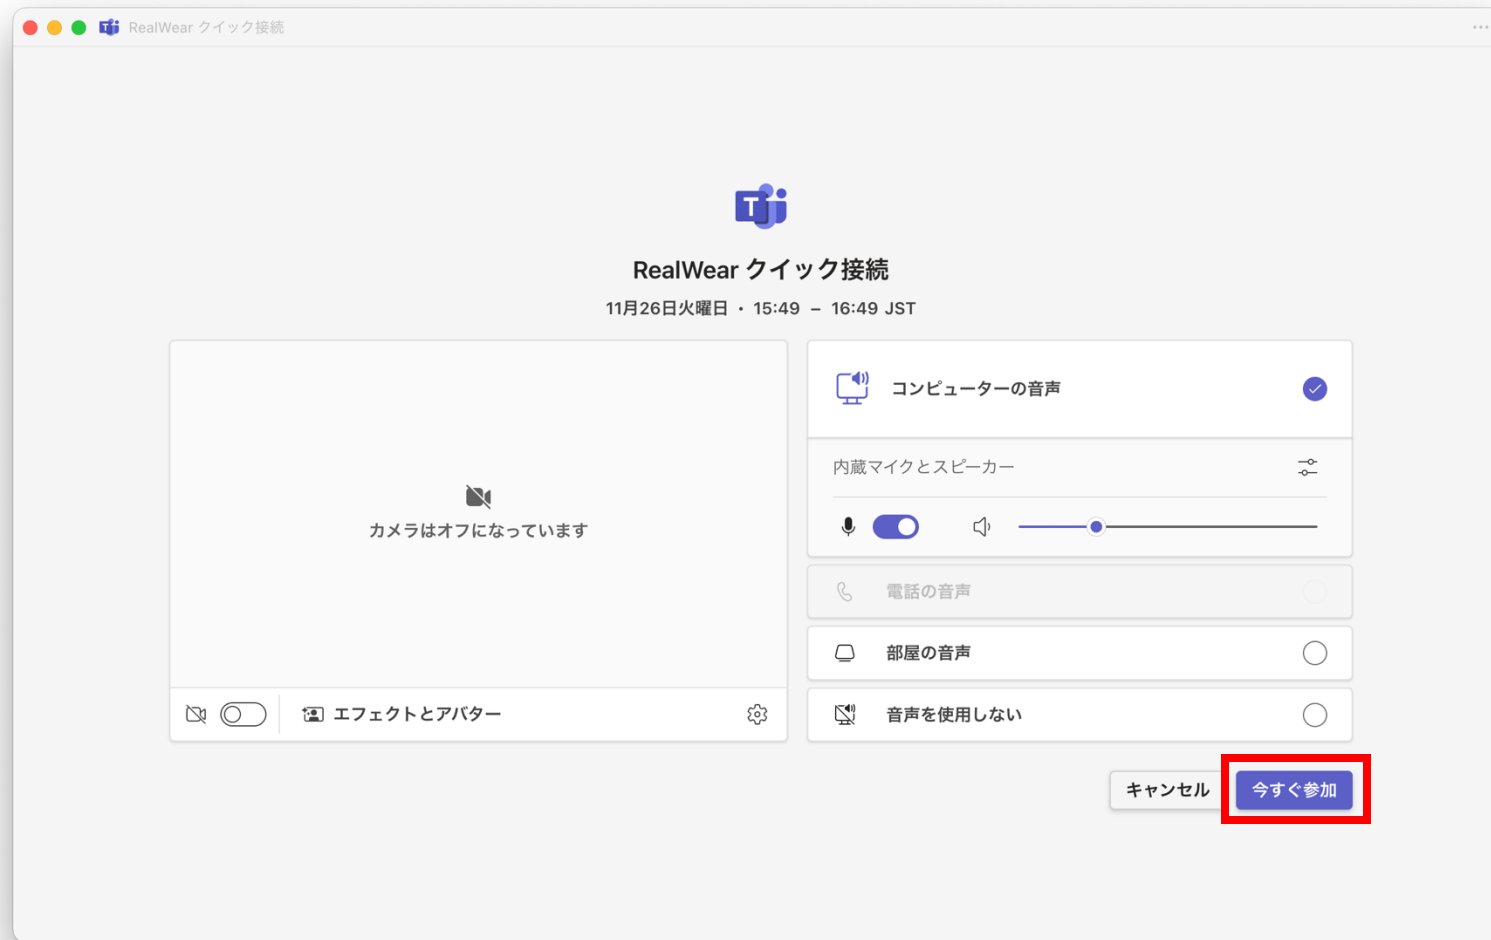 RealWear クイック接続
RealWear クイック接続
11月26日火曜日 · 15:49 – 16:49 JST
カメラはオフになっています
エフェクトとアバター
コンピューターの音声
内蔵マイクとスピーカー
電話の音声
部屋の音声
音声を使用しない
キャンセル
今すぐ参加